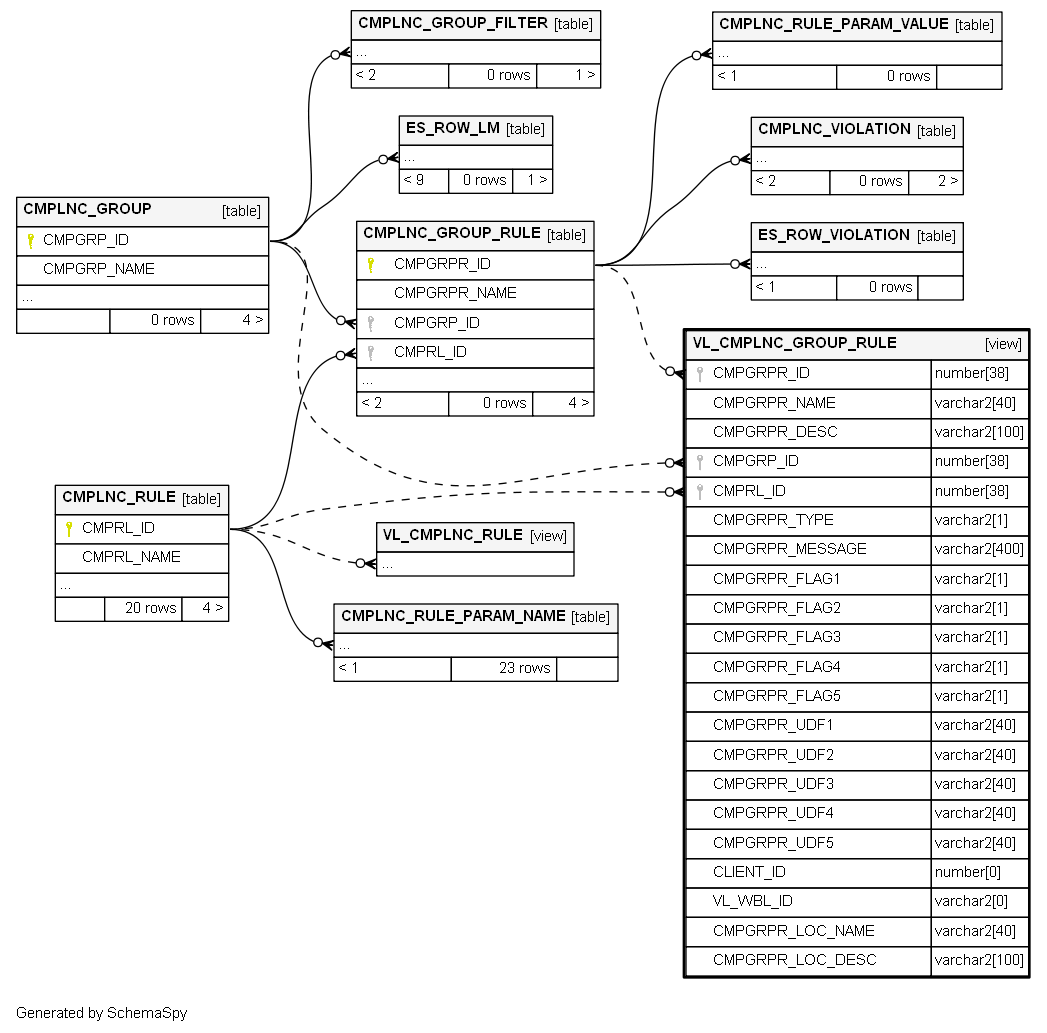 CMPLNC_GROUP_FILTER [table]
...
< 2 0 rows 1 >
CMPLNC_RULE_PARAM_VALUE [table]
...
< 1 0 rows
ES_ROW_LM [table]
...
< 9 0 rows 1 >
CMPLNC_VIOLATION [table]
...
< 2 0 rows 2 >
CMPLNC_GROUP [table]
CMPGRP_ID
CMPGRP_NAME
...
0 rows 4 >
CMPLNC_GROUP_RULE [table]
CMPGRPR_ID
CMPGRPR_NAME
CMPGRP_ID
CMPRL_ID
...
< 2 0 rows 4 >
ES_ROW_VIOLATION [table]
...
< 1 0 rows
VL_CMPLNC_GROUP_RULE [view]
CMPGRPR_ID number[38]
CMPGRPR_NAME varchar2[40]
CMPGRPR_DESC varchar2[100]
CMPGRP_ID number[38]
CMPRL_ID number[38]
CMPGRPR_TYPE varchar2[1]
CMPGRPR_MESSAGE varchar2[400]
CMPGRPR_FLAG1 varchar2[1]
CMPGRPR_FLAG2 varchar2[1]
CMPGRPR_FLAG3 varchar2[1]
CMPGRPR_FLAG4 varchar2[1]
CMPGRPR_FLAG5 varchar2[1]
CMPGRPR_UDF1 varchar2[40]
CMPGRPR_UDF2 varchar2[40]
CMPGRPR_UDF3 varchar2[40]
CMPGRPR_UDF4 varchar2[40]
CMPGRPR_UDF5 varchar2[40]
CLIENT_ID number[0]
VL_WBL_ID varchar2[0]
CMPGRPR_LOC_NAME varchar2[40]
CMPGRPR_LOC_DESC varchar2[100]
CMPLNC_RULE [table]
CMPRL_ID
CMPRL_NAME
...
20 rows 4 >
VL_CMPLNC_RULE [view]
...
CMPLNC_RULE_PARAM_NAME [table]
...
< 1 23 rows
Generated by SchemaSpy